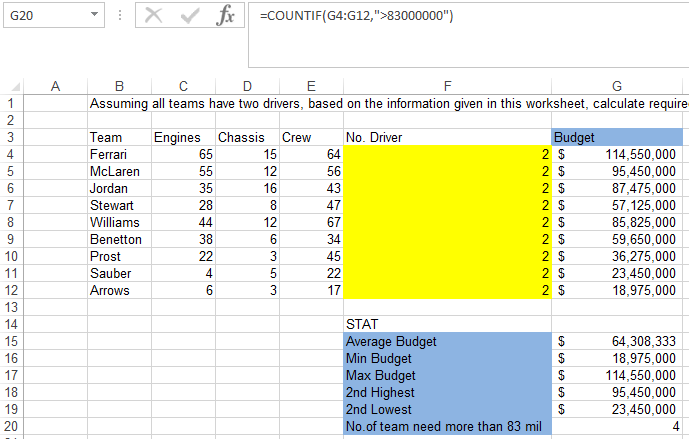 G20 fx =COUNTIF(G4:G12,">83000000")
A B C D E F G
1 Assuming all teams have two drivers, based on the information given in this worksheet, calculate require
2
3 Team Engines Chassis Crew No. Driver Budget
4 Ferrari 65 15 64 2 $ 114,550,000
5 McLaren 55 12 56 2 $ 95,450,000
6 Jordan 35 16 43 2 $ 87,475,000
7 Stewart 28 8 47 2 $ 57,125,000
8 Williams 44 12 67 2 $ 85,825,000
9 Benetton 38 6 34 2 $ 59,650,000
10 Prost 22 3 45 2 $ 36,275,000
11 Sauber 4 5 22 2 $ 23,450,000
12 Arrows 6 3 17 2 $ 18,975,000
13
14 STAT
15 Average Budget $ 64,308,333
16 Min Budget $ 18,975,000
17 Max Budget $ 114,550,000
18 2nd Highest $ 95,450,000
19 2nd Lowest $ 23,450,000
20 No.of team need more than 83 mil 4